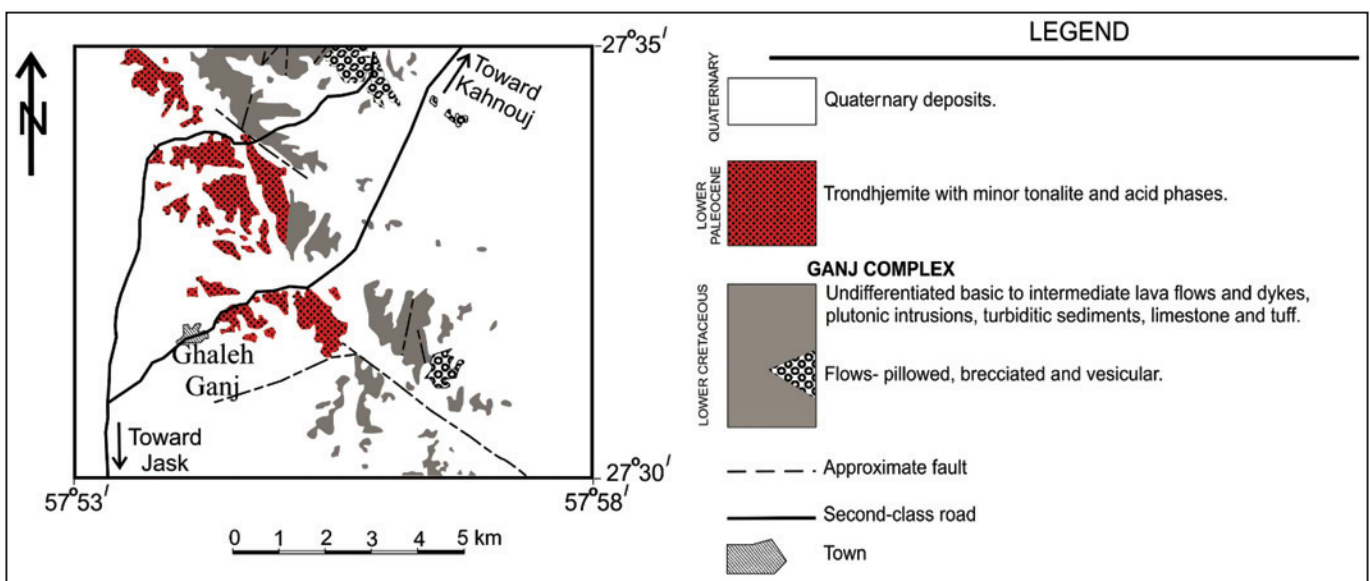 N
27°35'
Toward
Kahnouj
Ghaleh
Ganj
Toward
Jask
27°30'
57°53'
57°58'
0 1 2 3 4 5 km
LEGEND
QUATERNARY
Quaternary deposits.
LOWER
PALEOCENE
Trondhjemite with minor tonalite and acid phases.
GANJ COMPLEX
LOWER CRETACEOUS
Undifferentiated basic to intermediate lava flows and dykes,
plutonic intrusions, turbiditic sediments, limestone and tuff.
Flows- pillowed, brecciated and vesicular.
Approximate fault
Second-class road
Town